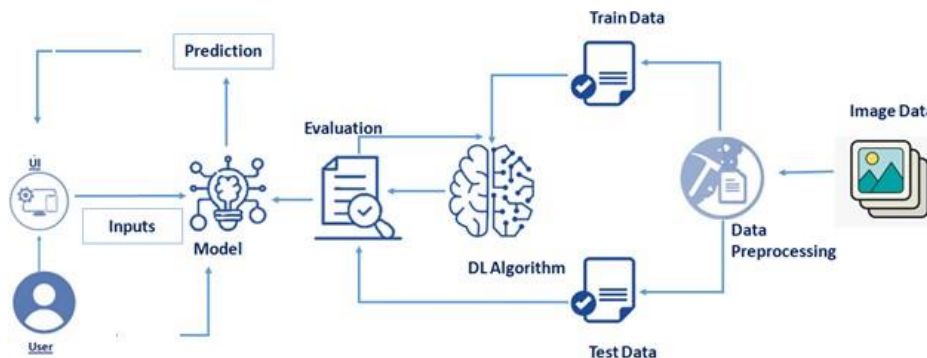 Train Data
Prediction
Image Data
Evaluation
UI
Inputs
Model
Data
Preprocessing
DL Algorithm
User
Test Data